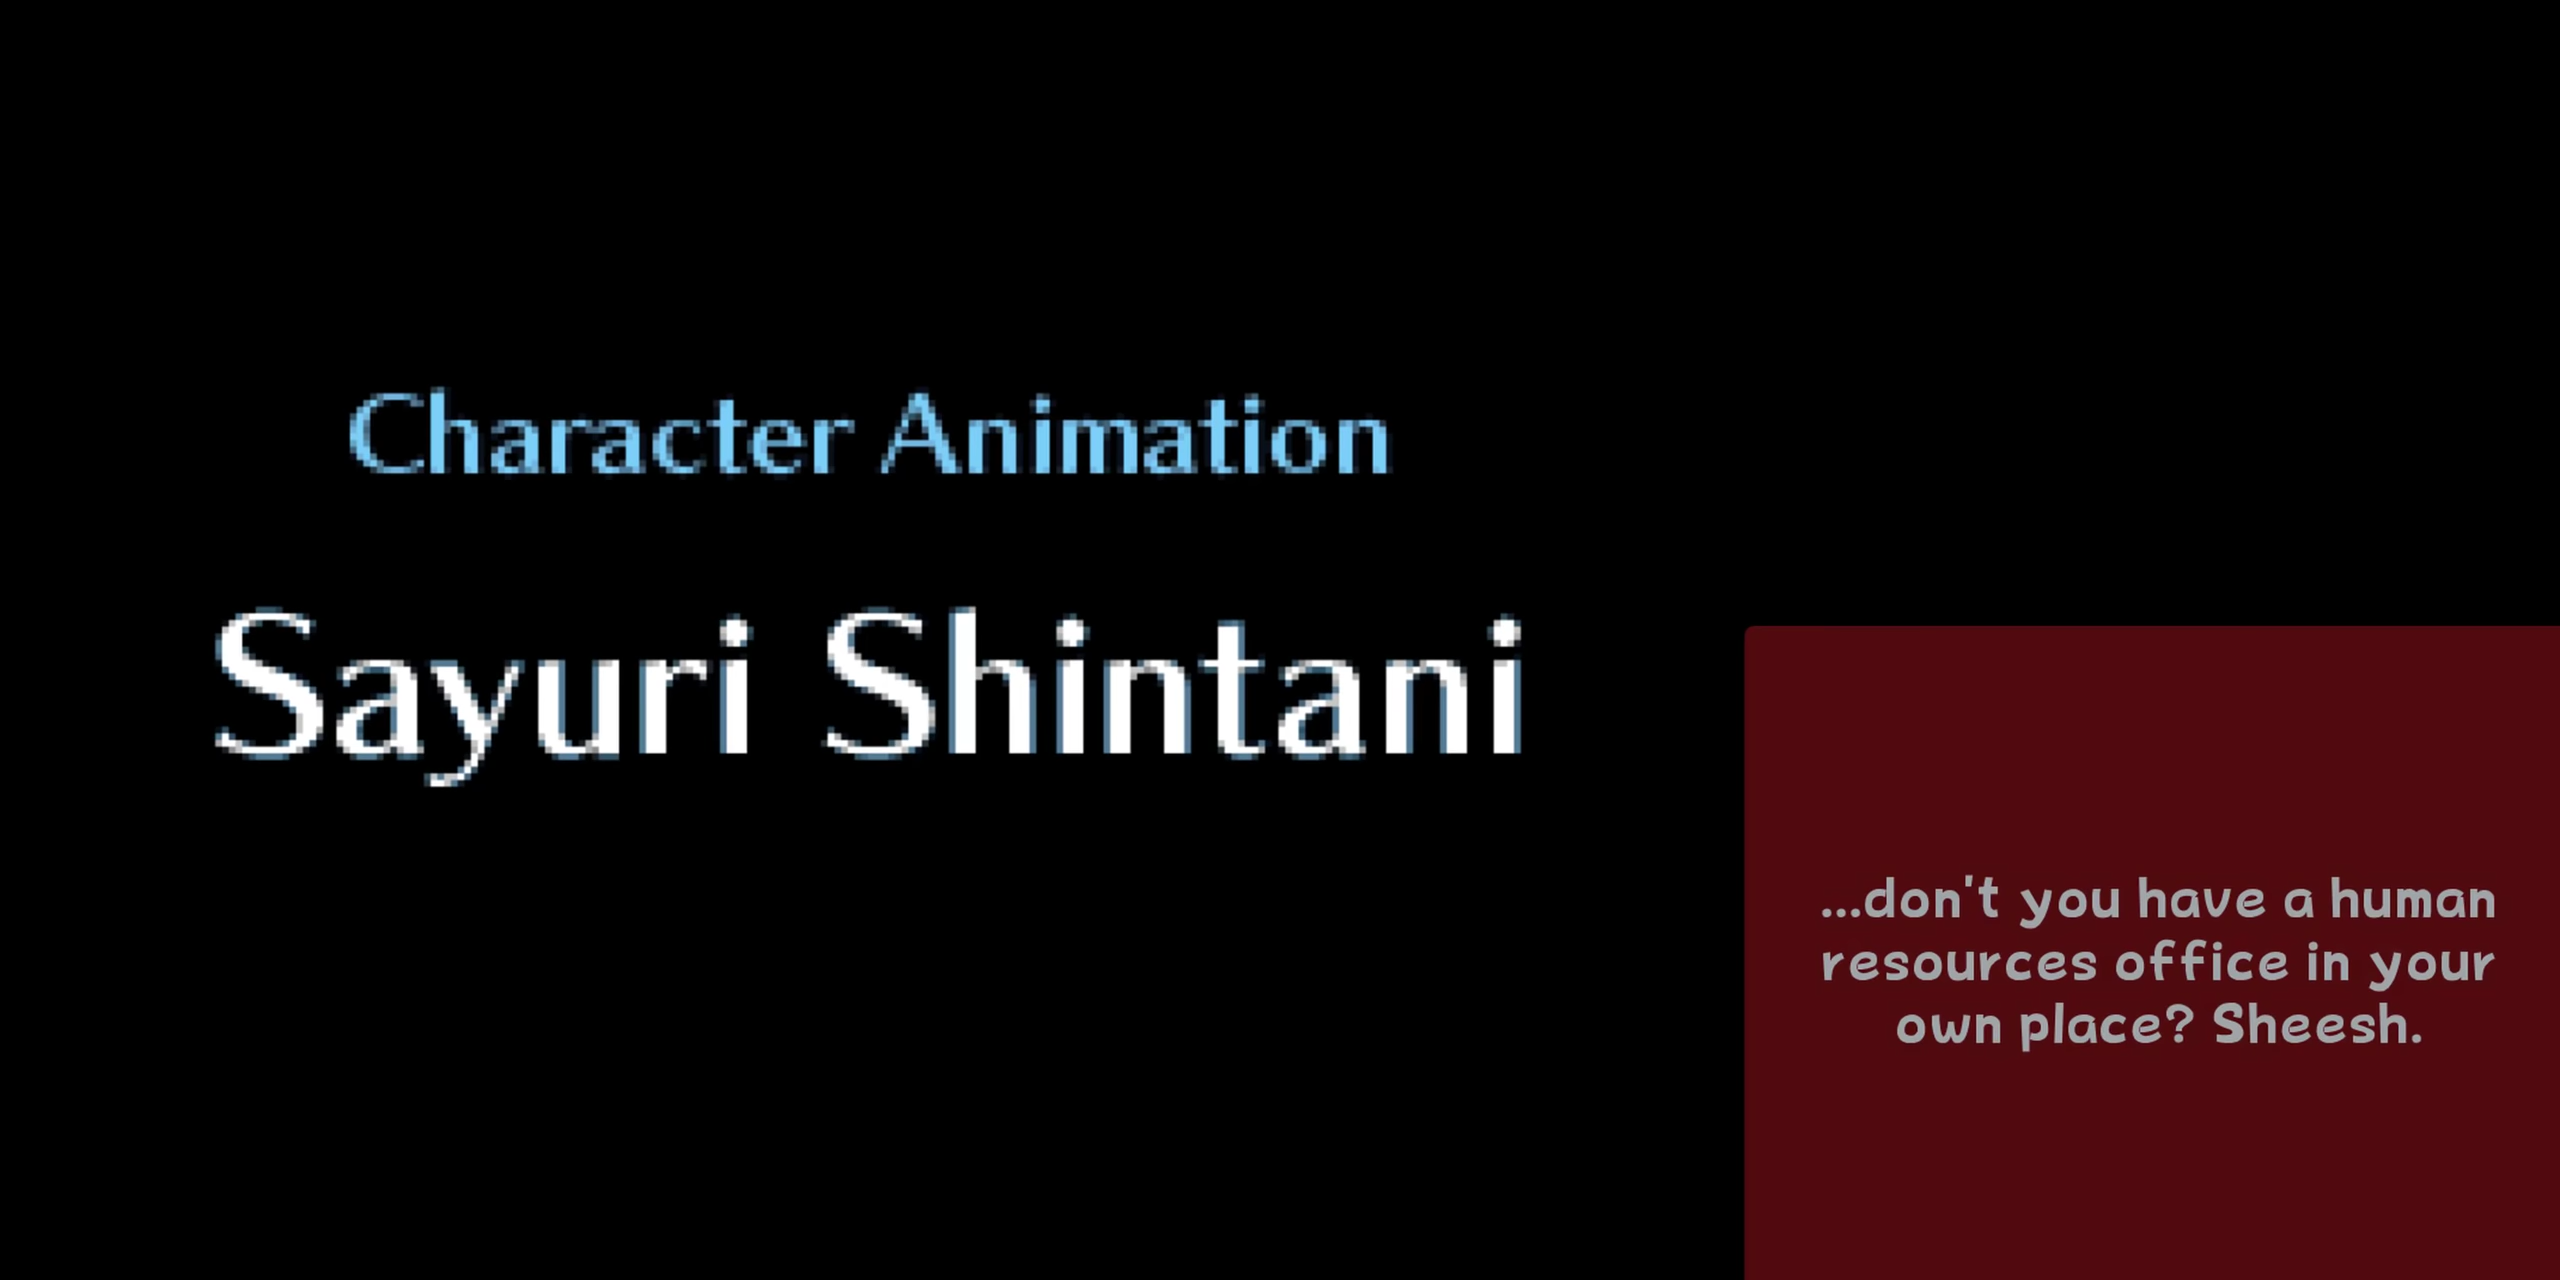 Character Animation
Sayuri Shintani
...don't you have a human
resources office in your
own place? Sheesh.